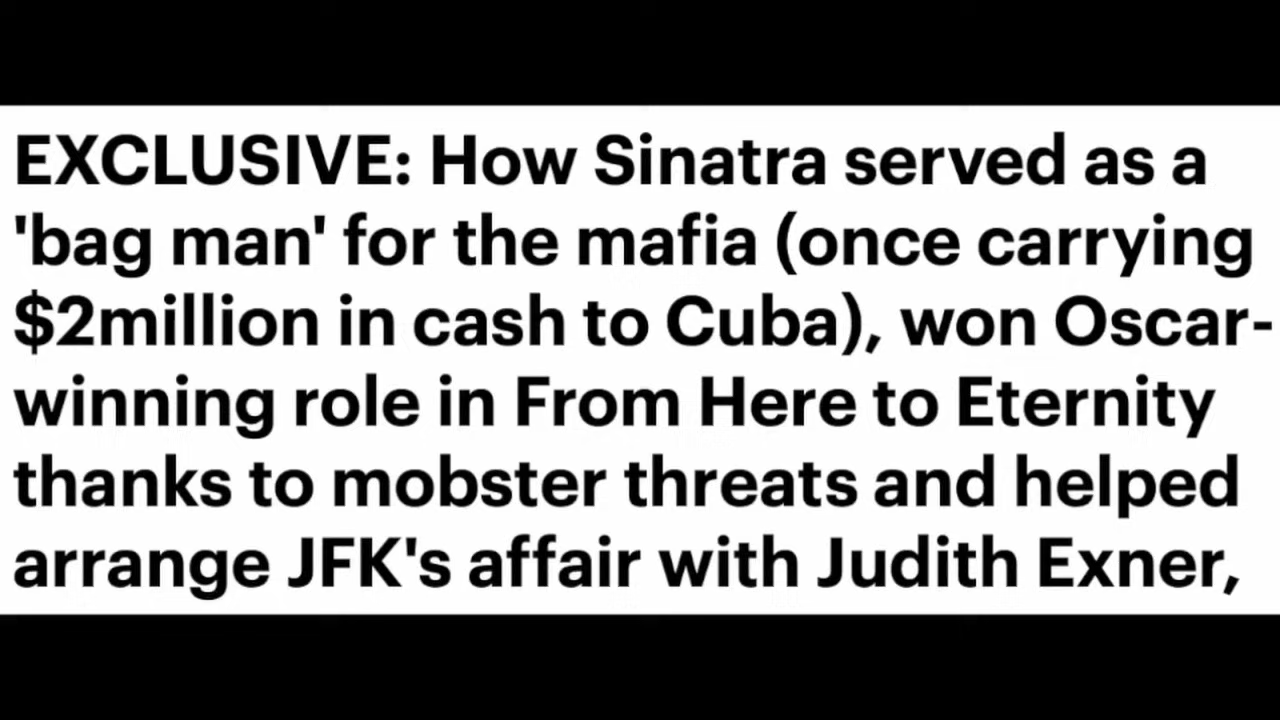 EXCLUSIVE: How Sinatra served as a
'bag man' for the mafia (once carrying
$2million in cash to Cuba), won Oscar-
winning role in From Here to Eternity
thanks to mobster threats and helped
arrange JFK's affair with Judith Exner,